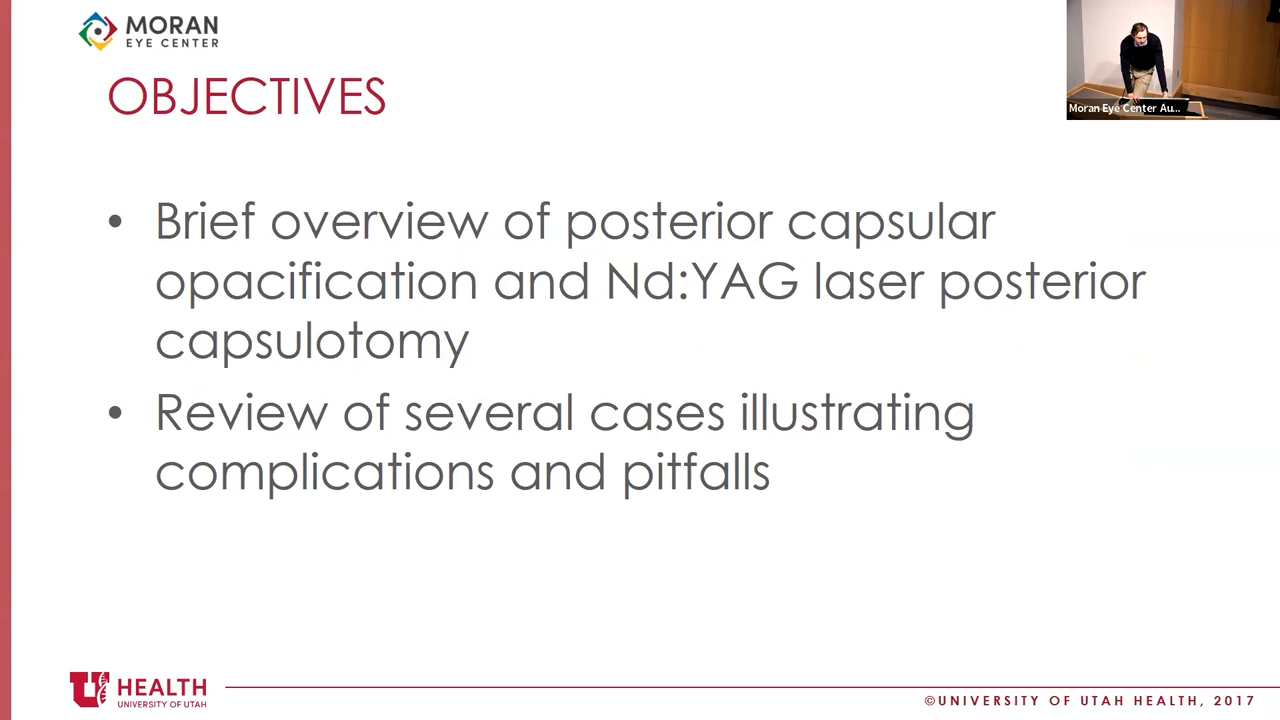 MORAN
EYE CENTER
Moran Eye Center Au...
OBJECTIVES
• Brief overview of posterior capsular
opacification and Nd:YAG laser posterior
capsulotomy
• Review of several cases illustrating
complications and pitfalls
U HEALTH
UNIVERSITY OF UTAH
©UNIVERSITY OF UTAH HEALTH, 2017